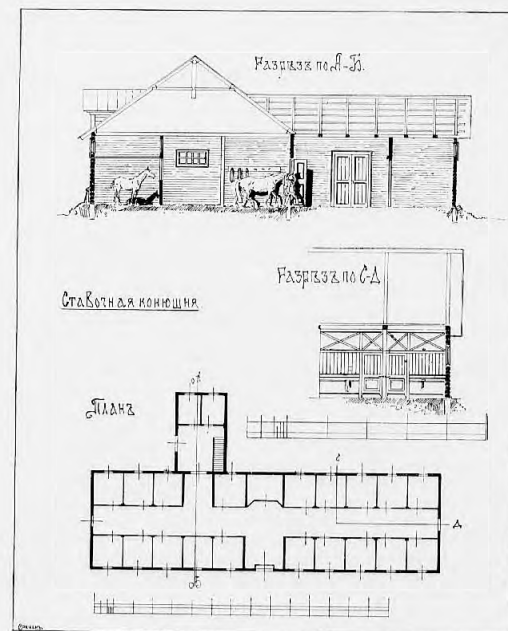 Разрѣзъ по А-Б.
Разрѣзъ по С-Д
Ставочная конюшня
Планъ
Д